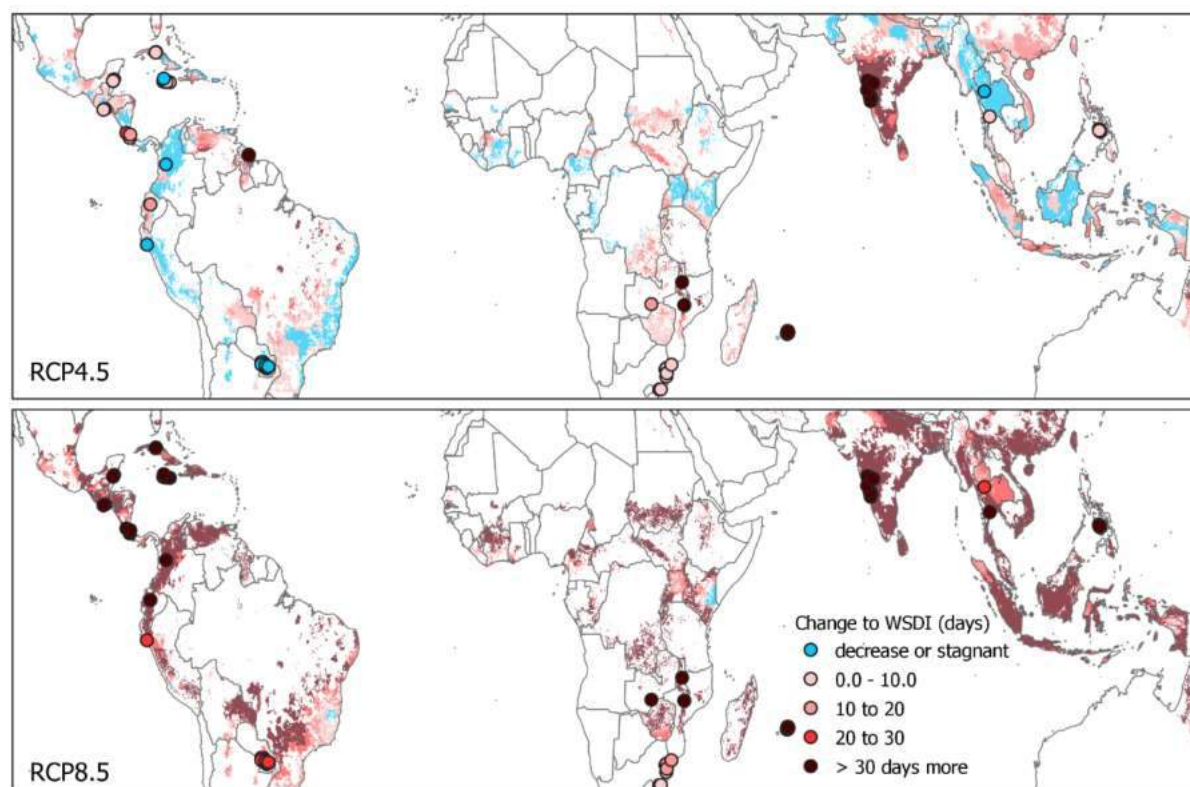 RCP4.5
RCP8.5
Change to WSDI (days)
decrease or stagnant
0.0 - 10.0
10 to 20
20 to 30
> 30 days more